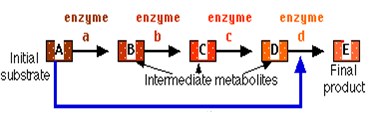 enzyme enzyme enzyme enzyme
a b c d
A B C D E
Initial substrate
Intermediate metabolites
Final product